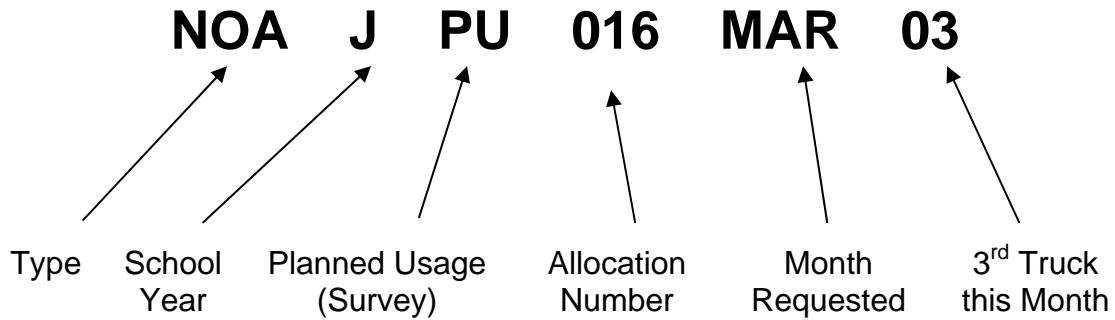 NOA J PU 016 MAR 03
Type School Planned Usage Allocation Month 3rd Truck
Year (Survey) Number Requested this Month